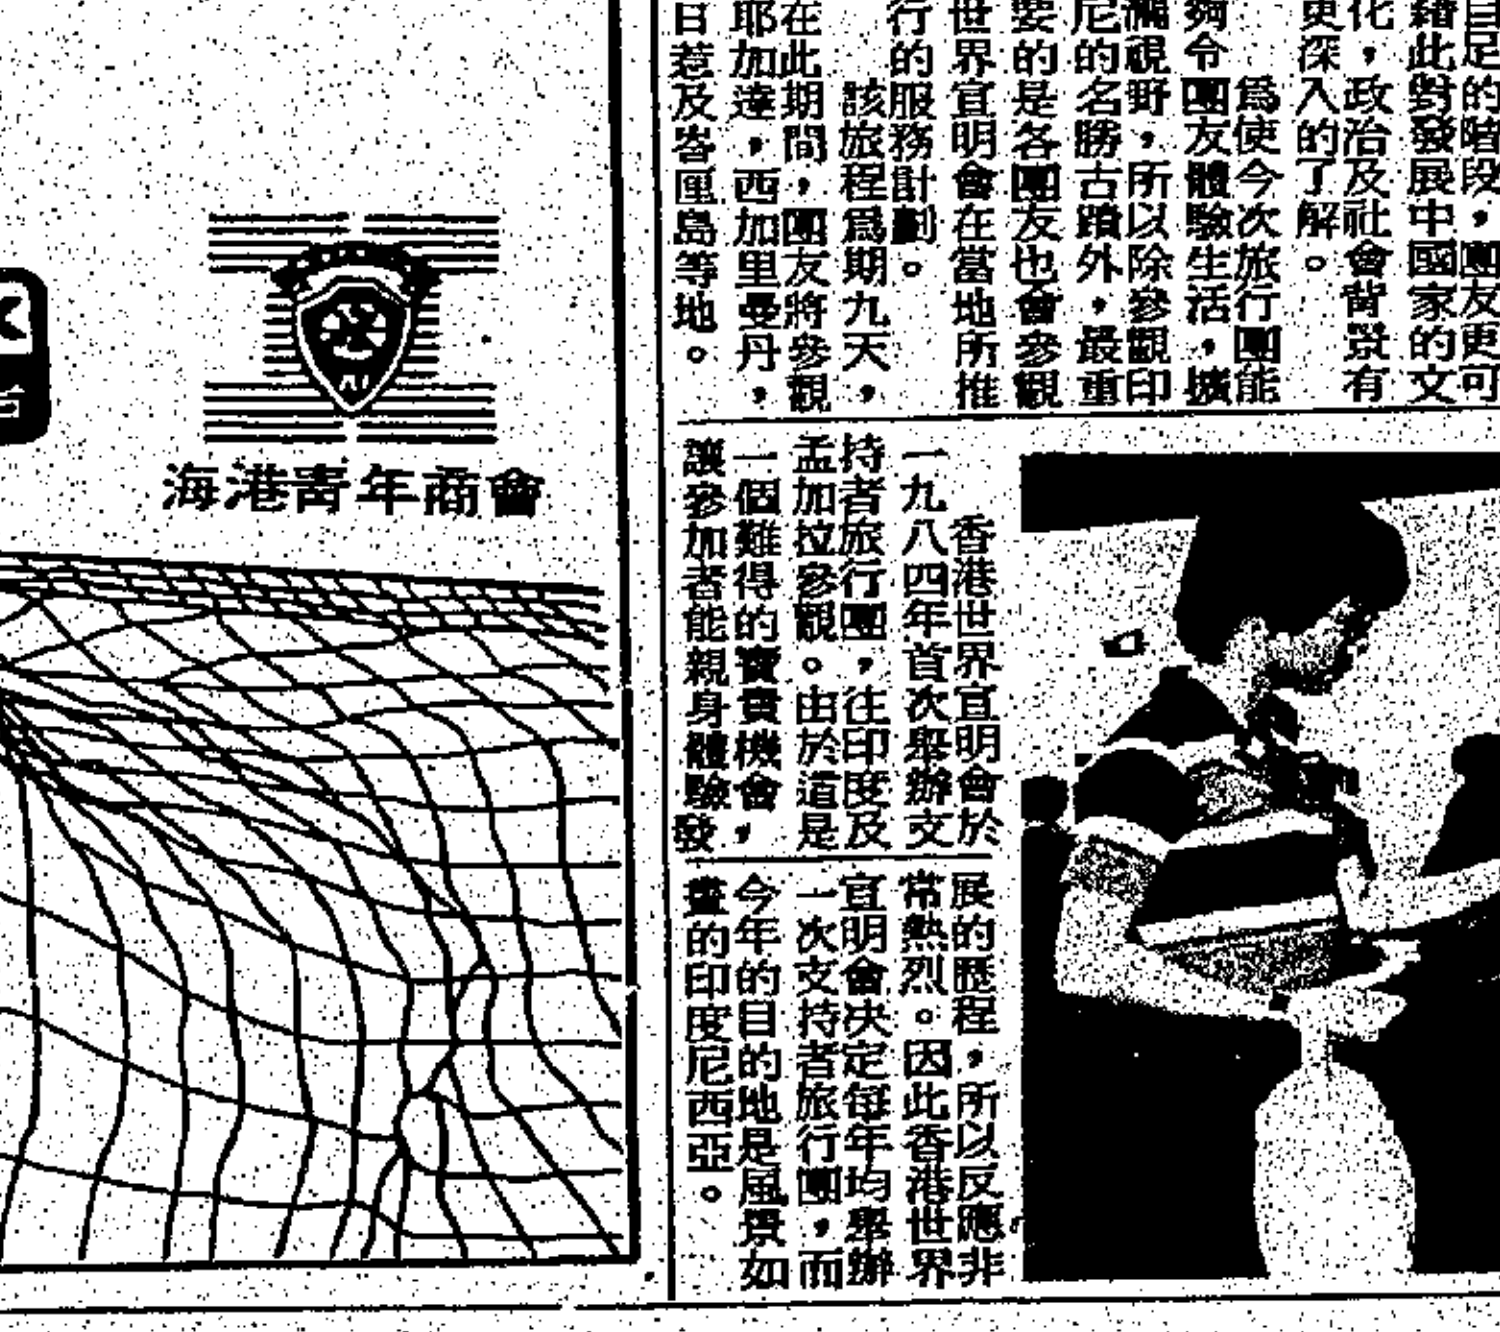 目足的階段，團友更可
藉此對發展中國家的文
化，政治及社會背景有
更深入的了解。
爲使今次旅行團能
夠令團友體驗生活，擴
濶視野，所以除參觀印
尼的名勝古蹟外，最重
要的是各團友也會參觀
世界宣明會在當地所推
行的服務計劃。
該旅程爲期九天，
在此期間，團友將參觀
耶加達，西加里曼丹，
日惹及峇厘島等地。
香港世界宣明會於
一九八四年首次舉辦支
持者旅行團，往印度及
孟加拉參觀。由於這是
一個難得的寶貴機會，
讓參加者能親身體驗發
展的歷程，所以反應非
常熱烈。因此香港世界
宣明會決定每年均舉辦
一次支持者旅行團，而
今年的目的地是風景如
畫的印度尼西亞。
海港靑年商會